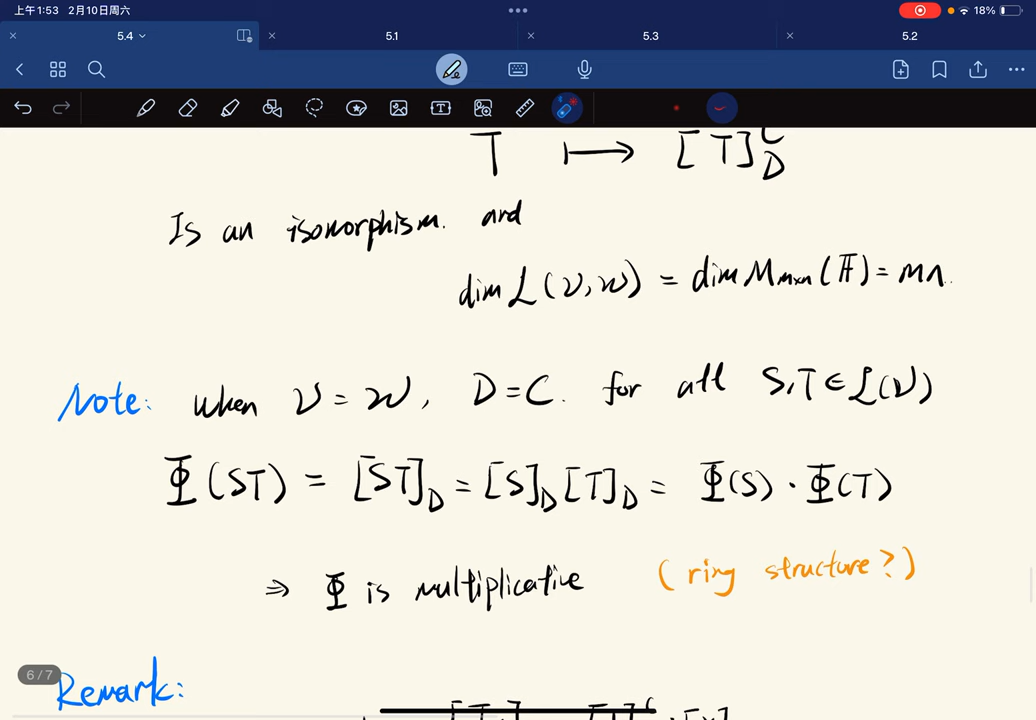 上午1:53 2月10日周六
18%
5.4
5.1
5.3
5.2
T ⟼ [T]_D^C
Is an isomorphism. and
dim L(V,W) = dim M_{m×n}(F) = mn.
Note: when V = W, D = C. for all S,T ∈ L(V)
Φ(ST) = [ST]_D = [S]_D [T]_D = Φ(S) · Φ(T)
⇒ Φ is multiplicative (ring structure?)
6/7
Remark: